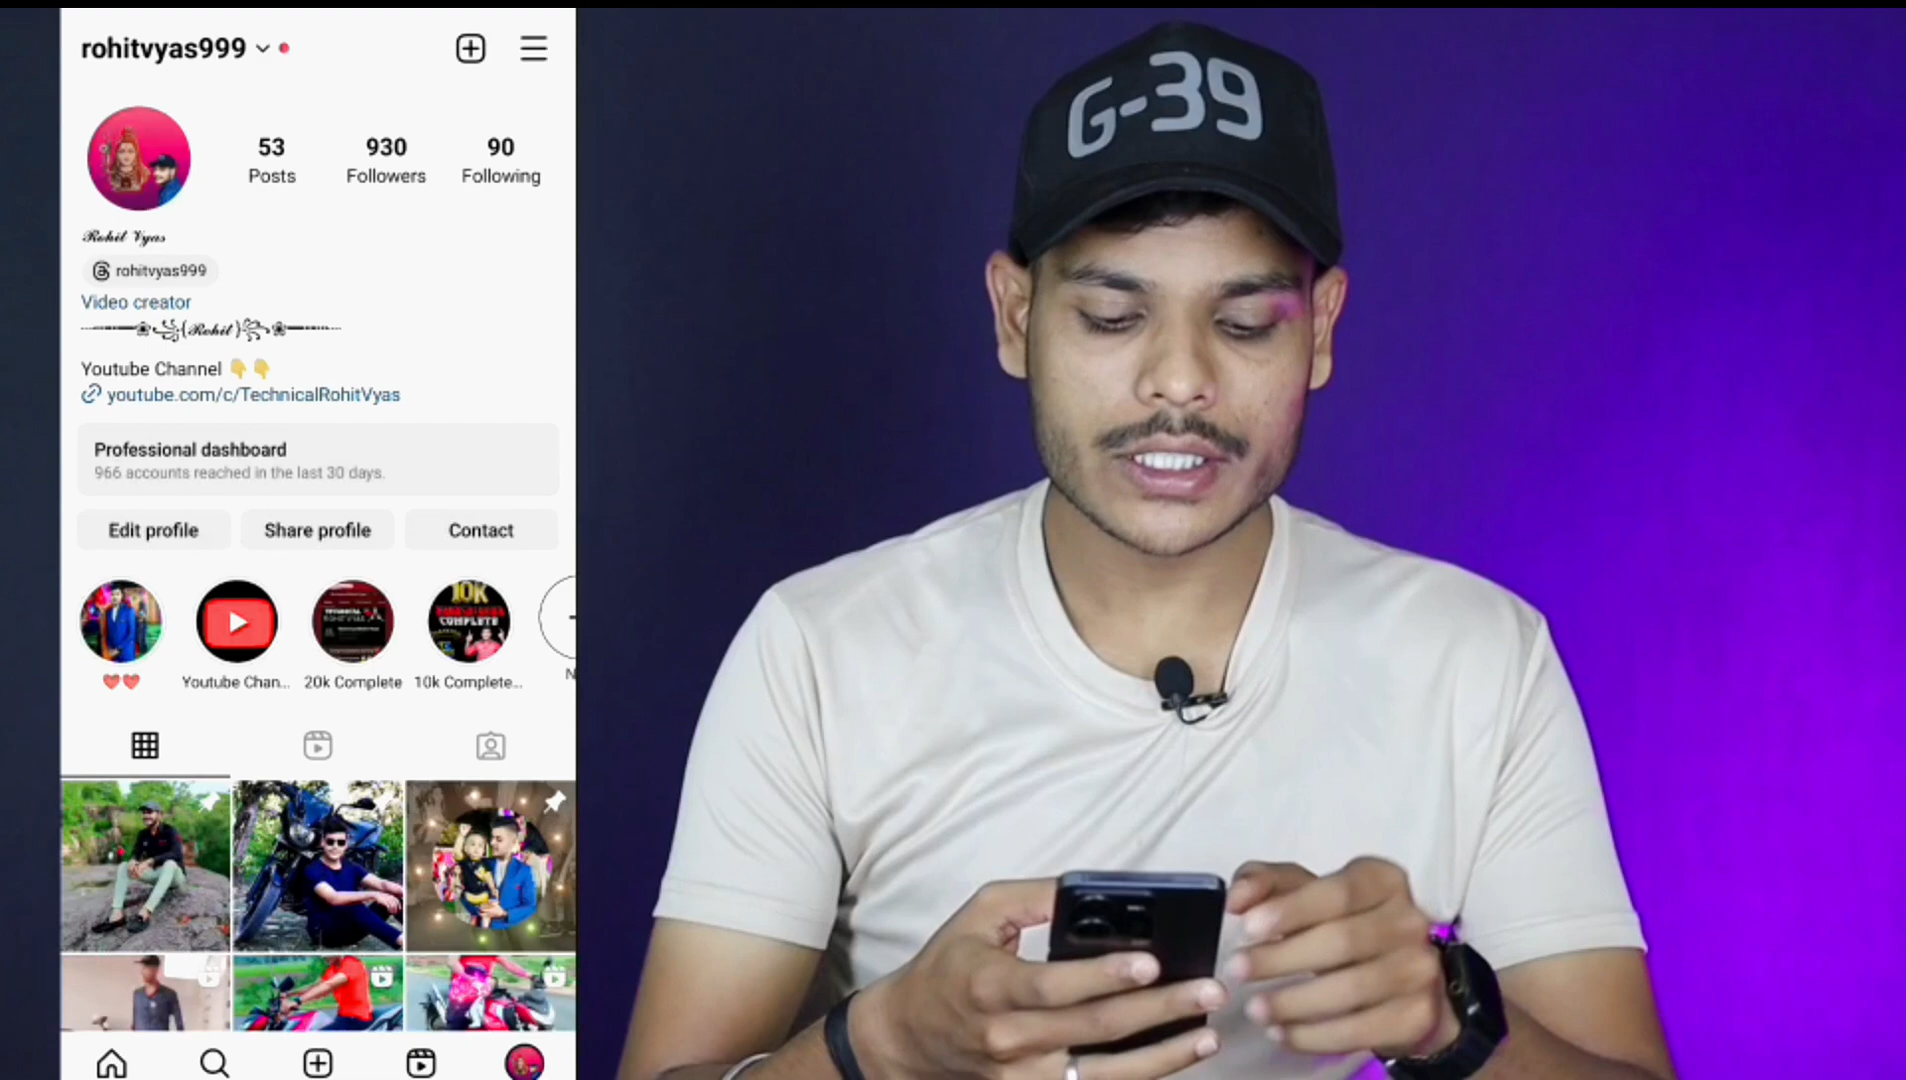 rohitvyas999
53
930
90
Posts
Followers
Following
𝓡𝓸𝓱𝓲𝓽 𝓥𝔂𝓪𝓼
rohitvyas999
Video creator
{𝓡𝓸𝓱𝓲𝓽}
Youtube Channel 👇👇
youtube.com/c/TechnicalRohitVyas
Professional dashboard
966 accounts reached in the last 30 days.
Edit profile
Share profile
Contact
10K
COMPLETE
❤️❤️
Youtube Chan...
20k Complete
10k Complete...
N
G-39